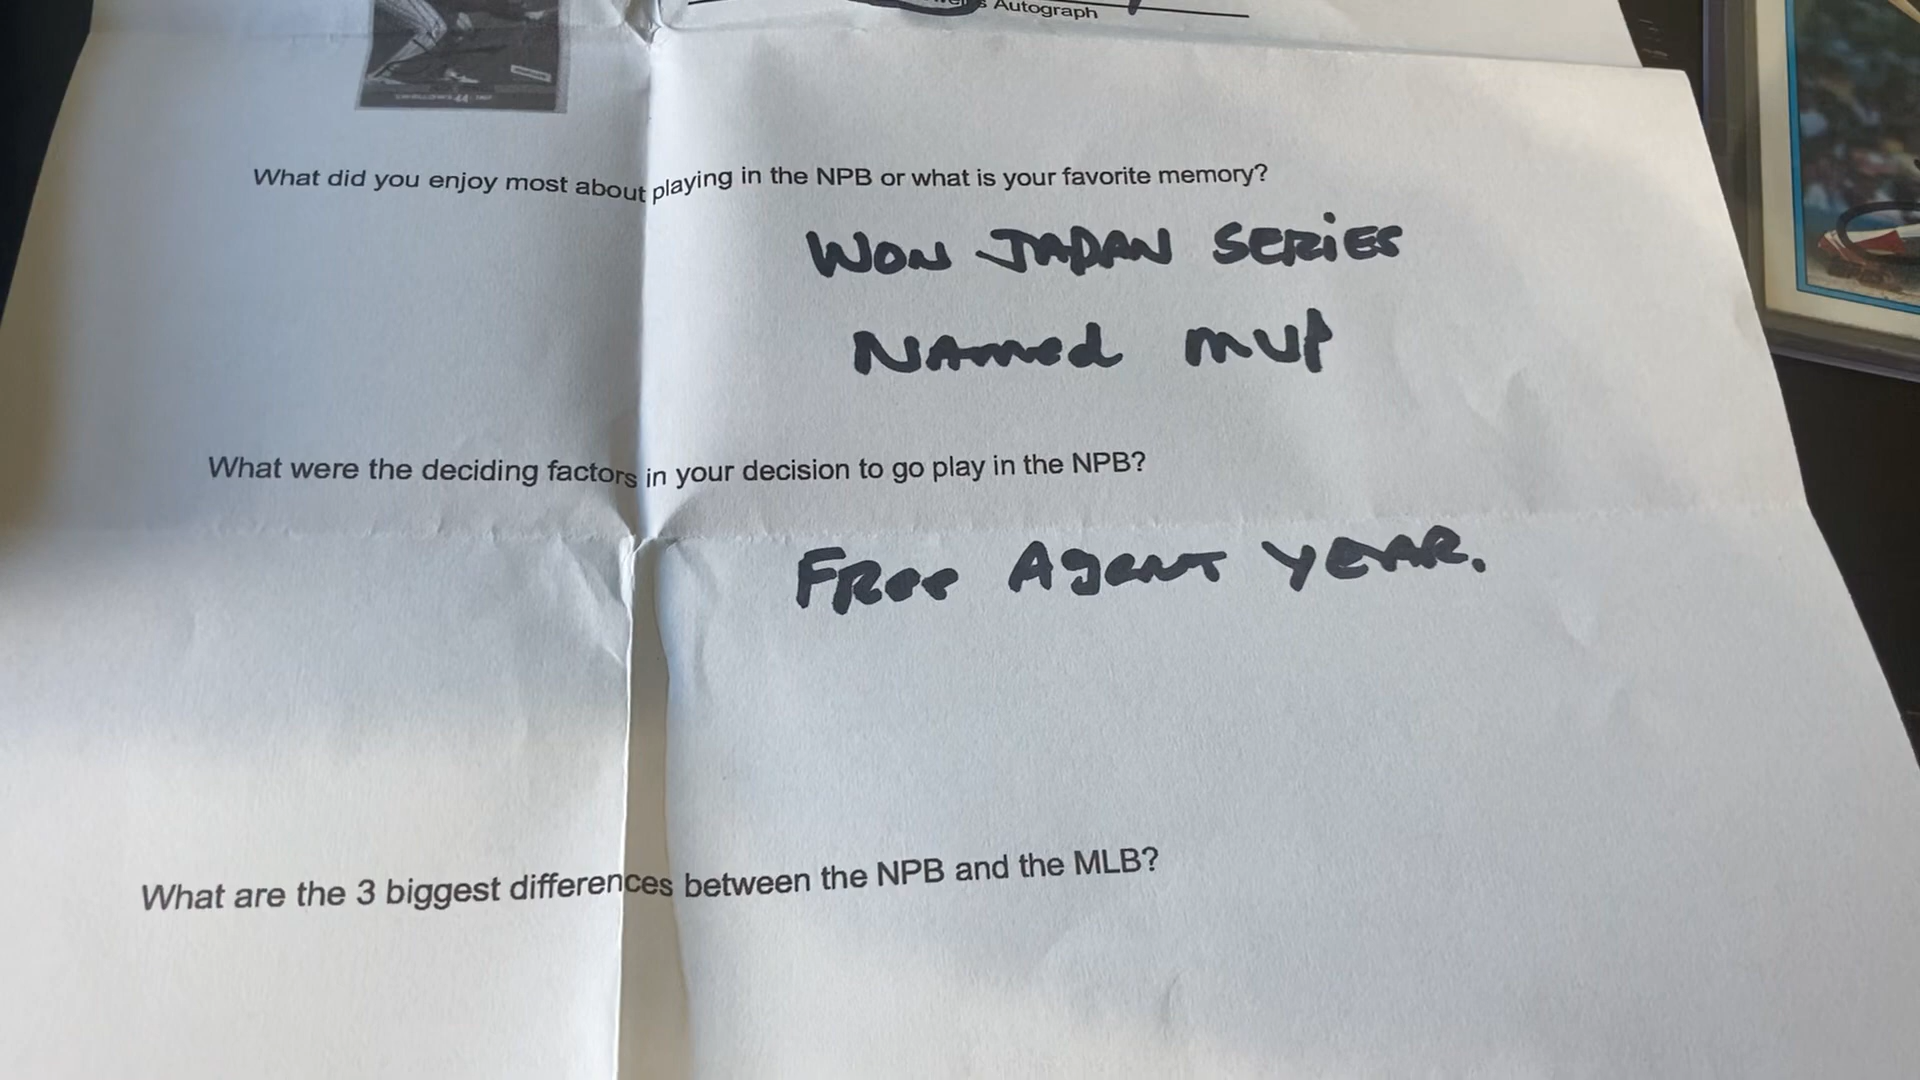 Autograph
What did you enjoy most about playing in the NPB or what is your favorite memory?
WON JAPAN SERiES
NAmed mVP
What were the deciding factors in your decision to go play in the NPB?
FRee AgeNT YEAR.
What are the 3 biggest differences between the NPB and the MLB?